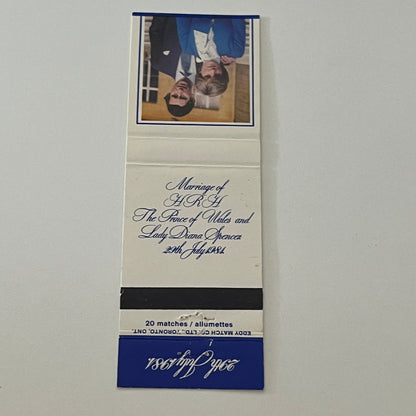 Marriage of
H R H
The Prince of Wales and
Lady Diana Spencer
29th July 1981
20 matches / allumettes
EDDY MATCH CO. LTD., TORONTO, ONT.
29th July, 1981